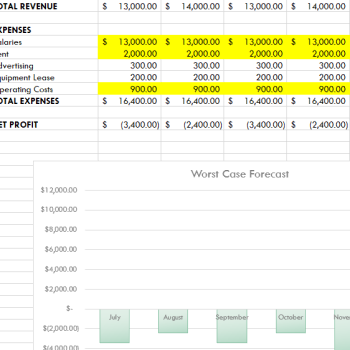 OTAL REVENUE $ 13,000.00 $ 14,000.00 $ 13,000.00 $ 14,000.00
XPENSES
alaries $ 13,000.00 $ 13,000.00 $ 13,000.00 $ 13,000.00
ent 2,000.00 2,000.00 2,000.00 2,000.00
dvertising 300.00 300.00 300.00 300.00
quipment Lease 200.00 200.00 200.00 200.00
perating Costs 900.00 900.00 900.00 900.00
OTAL EXPENSES $ 16,400.00 $ 16,400.00 $ 16,400.00 $ 16,400.00
ET PROFIT $ (3,400.00) $ (2,400.00) $ (3,400.00) $ (2,400.00)
Worst Case Forecast
$12,000.00
$10,000.00
$8,000.00
$6,000.00
$4,000.00
$2,000.00
$-
July August September October Nove
$(2,000.00)
$(4,000.00)